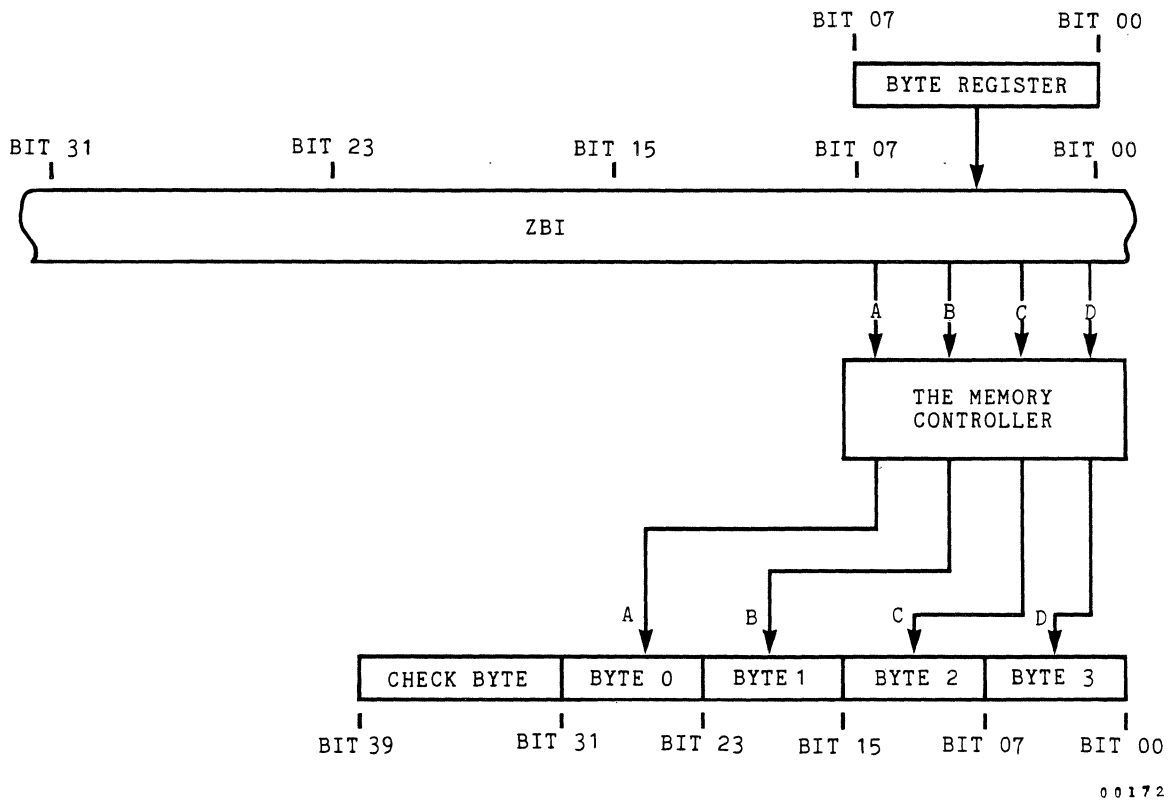 BIT 07 BIT 00
BYTE REGISTER
BIT 31 BIT 23 BIT 15 BIT 07 BIT 00
ZBI
A B C D
THE MEMORY
CONTROLLER
A B C D
CHECK BYTE BYTE 0 BYTE 1 BYTE 2 BYTE 3
BIT 39 BIT 31 BIT 23 BIT 15 BIT 07 BIT 00
00172